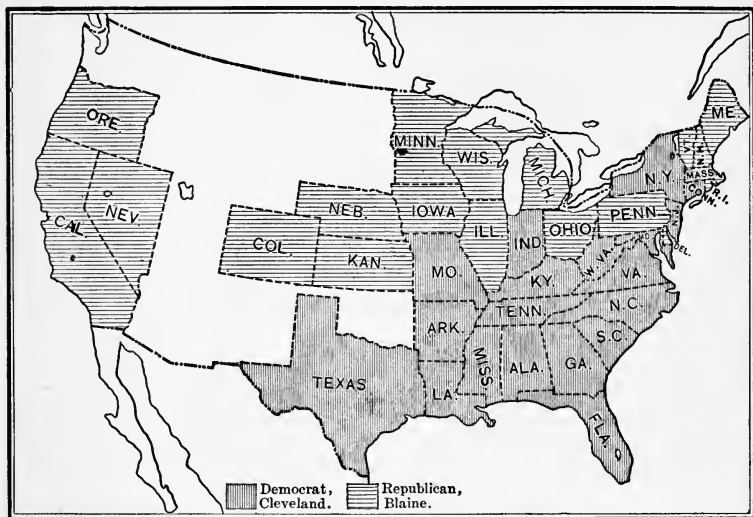 ORE.
CAL.
NEV.
COL.
NEB.
KAN.
TEXAS
MINN.
IOWA
MO.
ARK.
LA.
WIS.
ILL.
MISS
MICH
IND
KY.
TENN.
ALA.
OHIO
W. VA.
GA.
FLA.
PENN.
VA.
N.C.
S.C.
N.Y.
DEL.
ME.
MASS
CONN.
R.I.
Democrat,
Cleveland.
Republican,
Blaine.